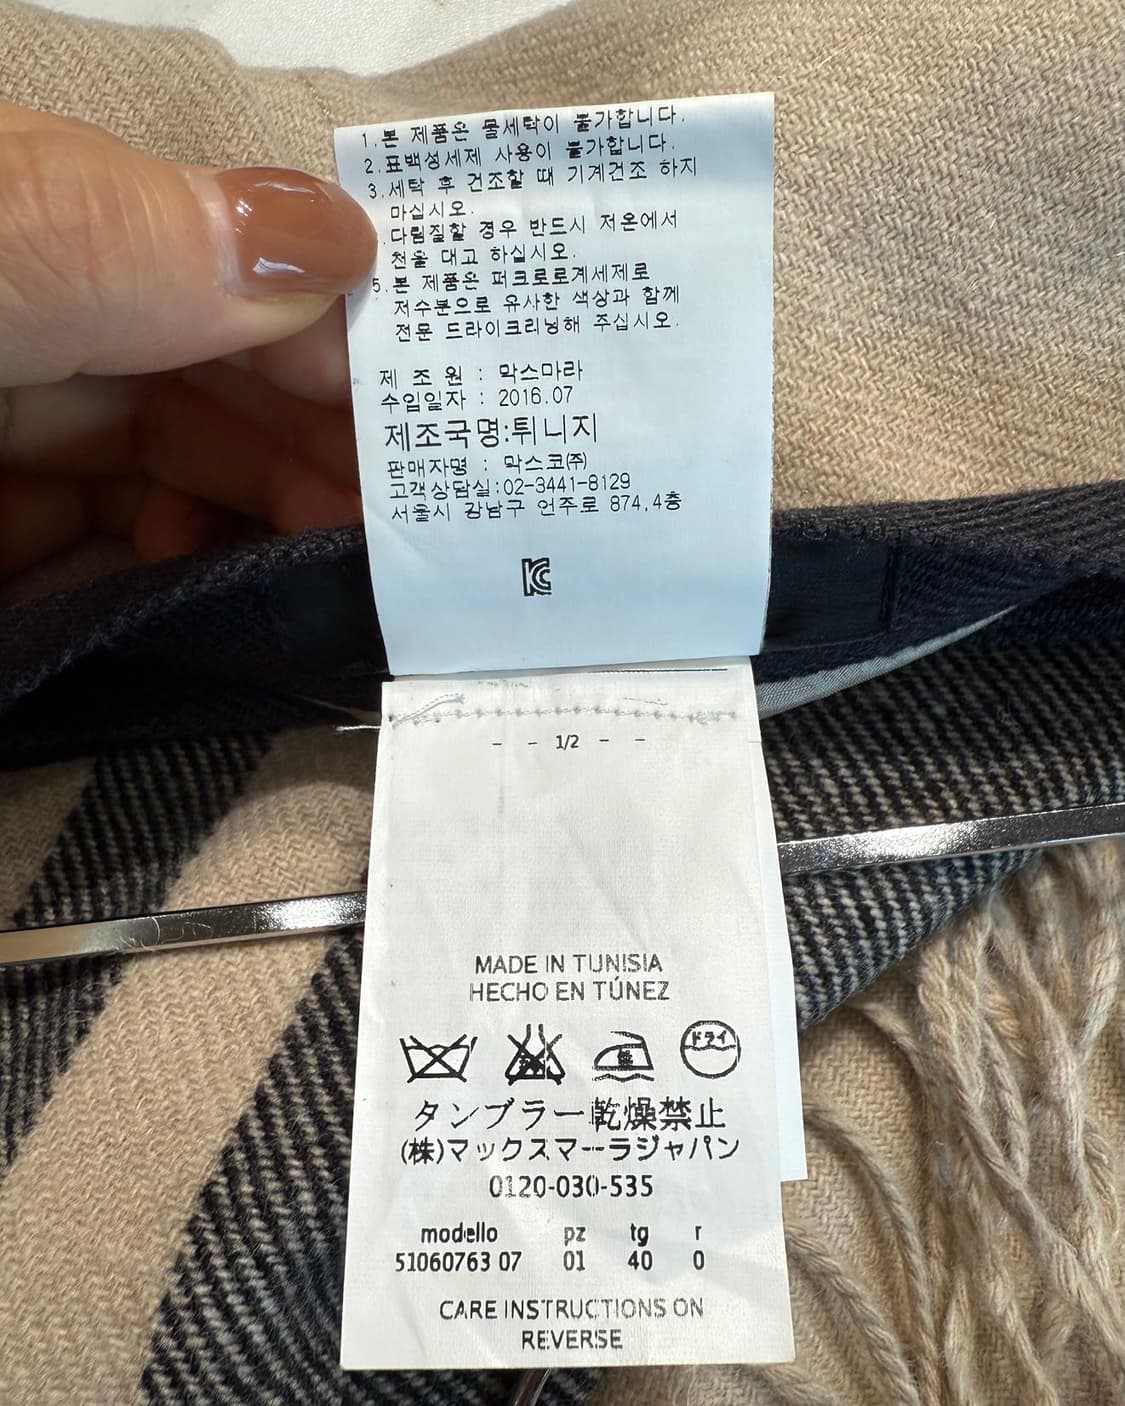 1.본 제품은 물세탁이 불가합니다.
2.표백성세제 사용이 불가합니다.
3.세탁 후 건조할 때 기계건조 하지
마십시오.
.다림질할 경우 반드시 저온에서
천을 대고 하십시오.
5.본 제품은 퍼크로로계세제로
저수분으로 유사한 색상과 함께
전문 드라이크리닝해 주십시오.
제 조 원 : 막스마라
수입일자 : 2016.07
제조국명:튀니지
판매자명 : 막스코㈜
고객상담실:02-3441-8129
서울시 강남구 언주로 874,4층
KC
- - 1/2 - -
MADE IN TUNISIA
HECHO EN TÚNEZ
ドライ
タンブラー乾燥禁止
(株)マックスマーラジャパン
0120-030-535
modello pz tg r
51060763 07 01 40 0
CARE INSTRUCTIONS ON
REVERSE